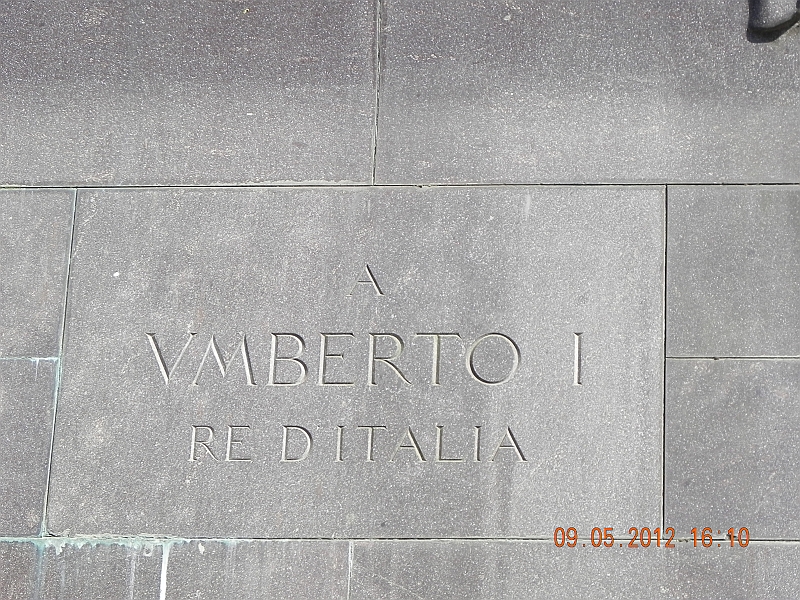 A
VMBERTO I
RE D'ITALIA
09.05.2012 16:10